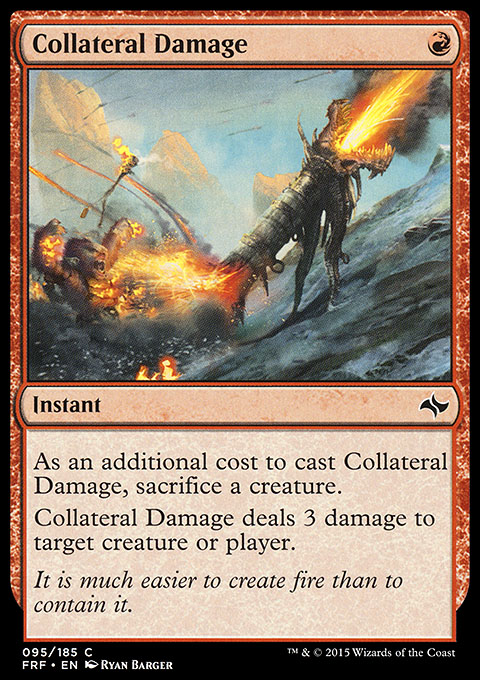 Collateral Damage
Instant
As an additional cost to cast Collateral
Damage, sacrifice a creature.
Collateral Damage deals 3 damage to
target creature or player.
It is much easier to create fire than to
contain it.
095/185 C
FRF • EN Ryan Barger
™ & © 2015 Wizards of the Coast